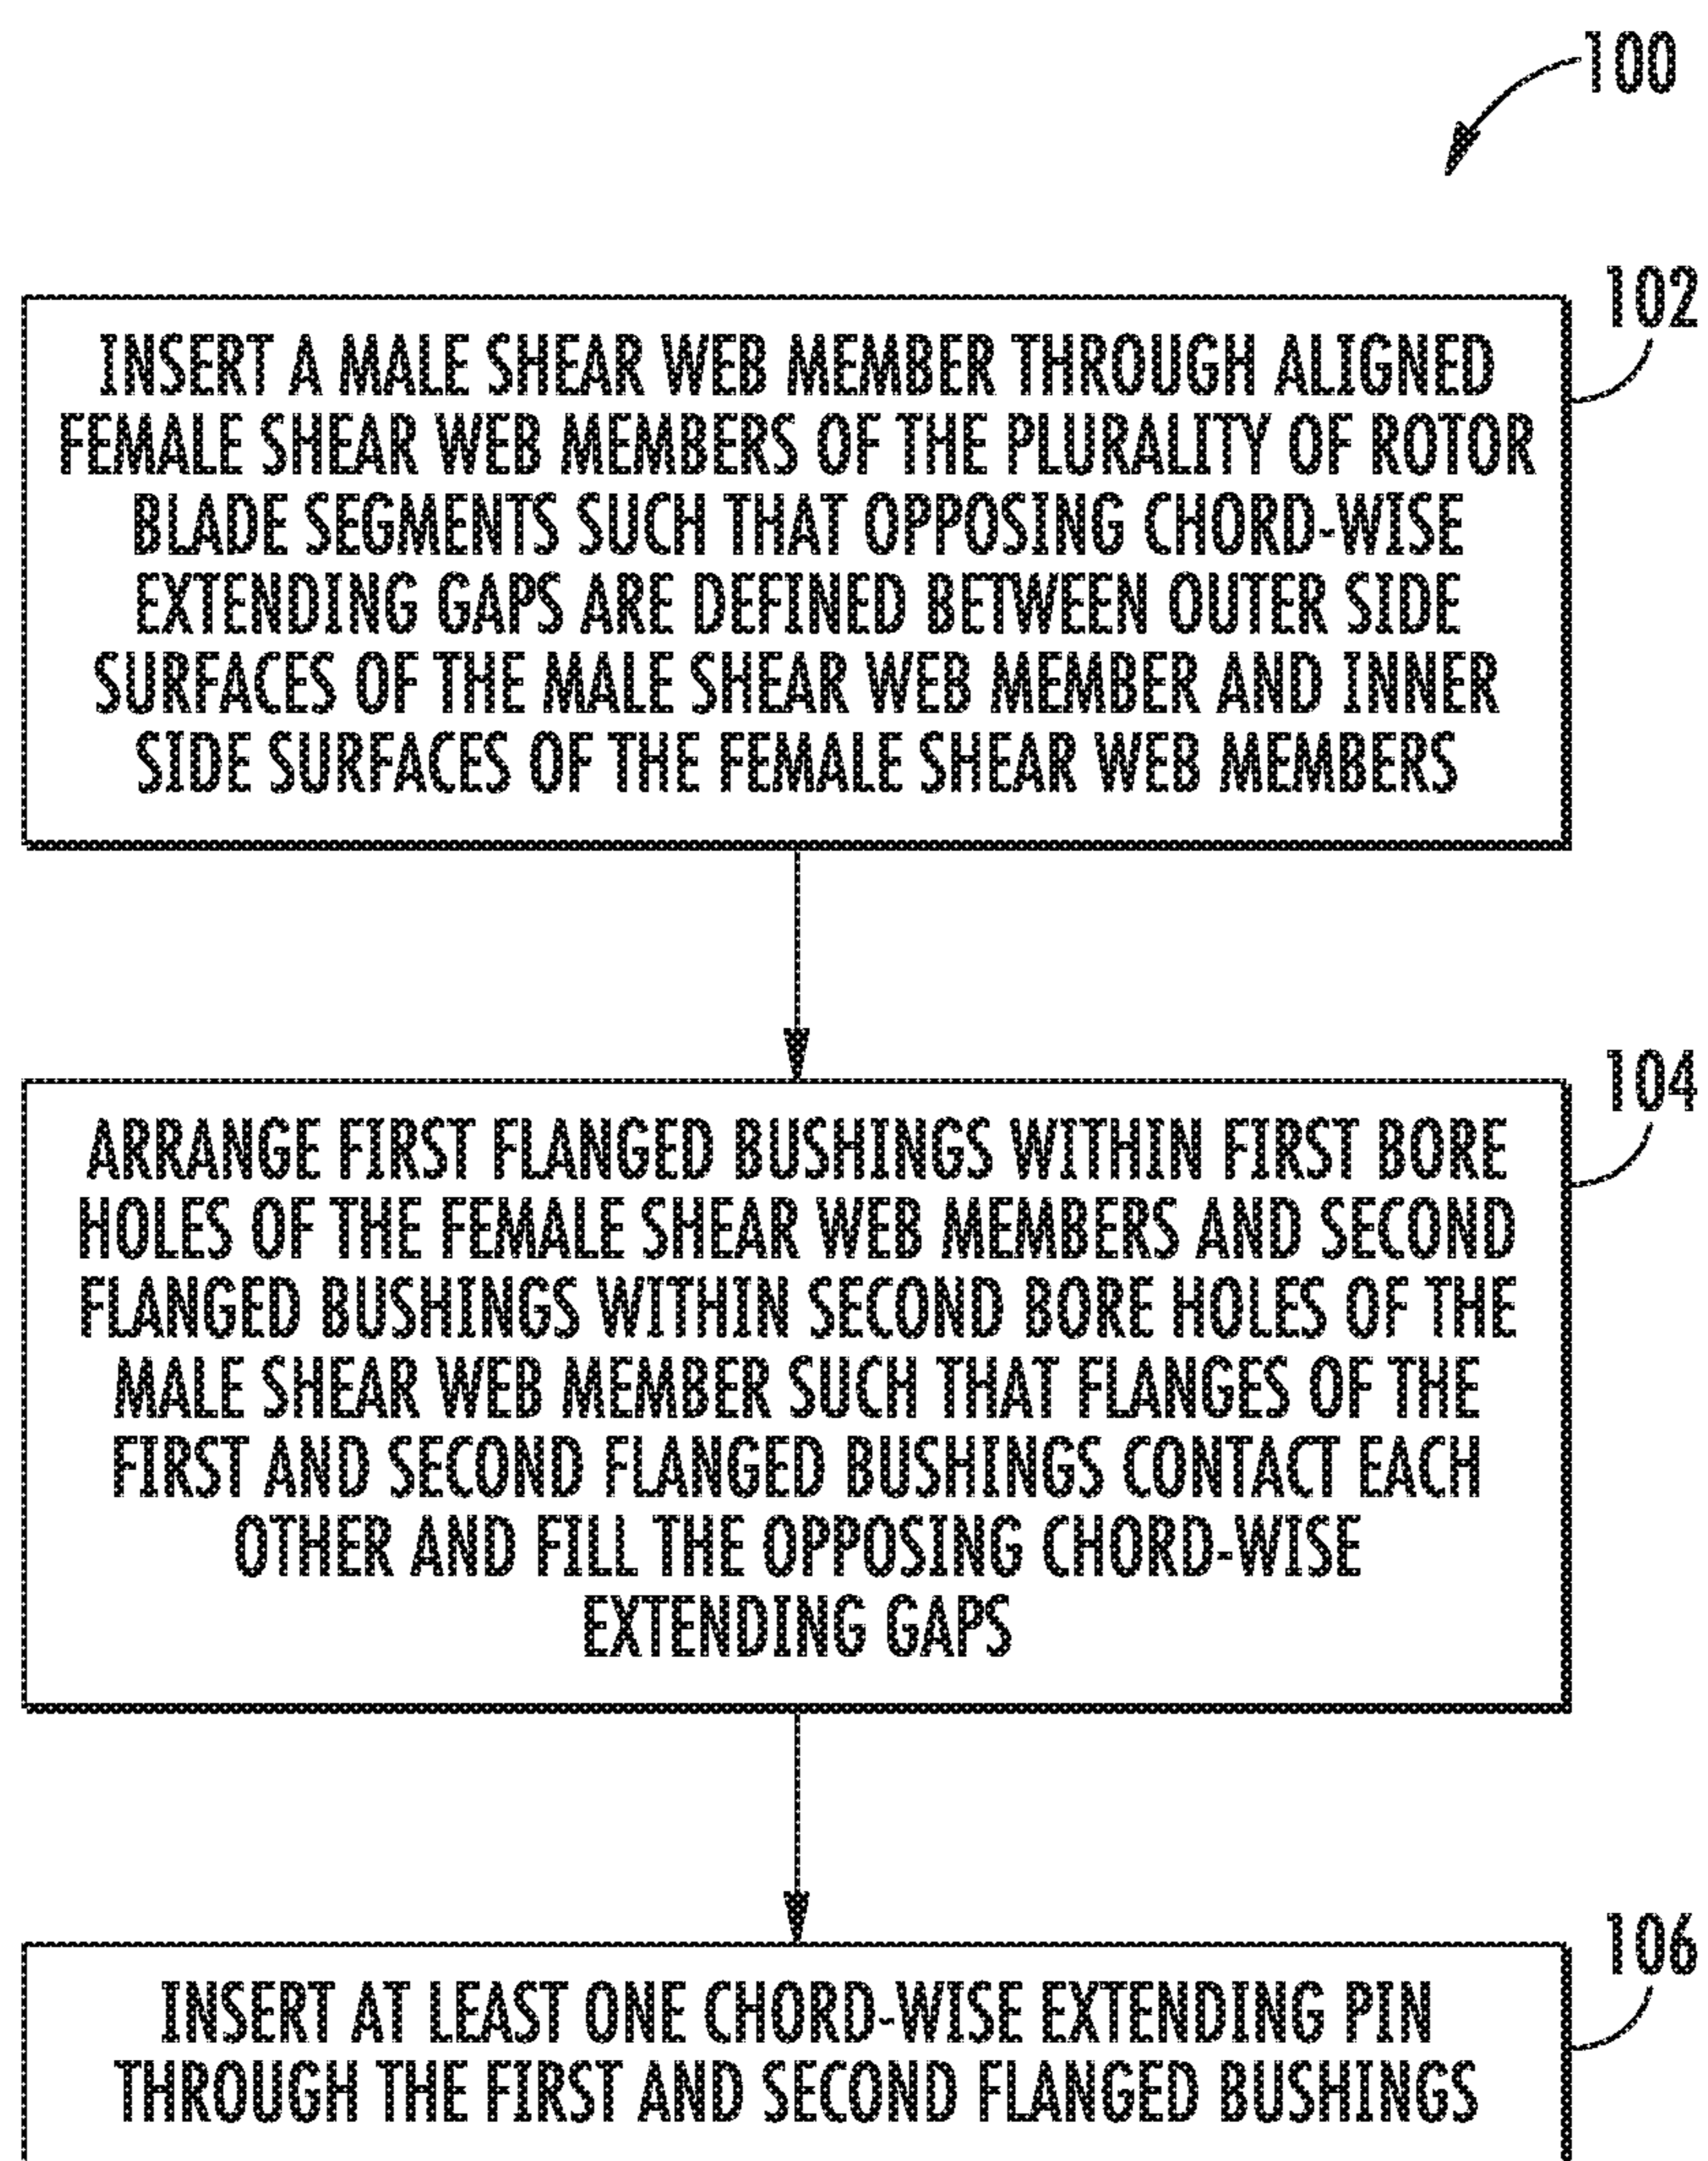 100
102
INSERT A MALE SHEAR WEB MEMBER THROUGH ALIGNED
FEMALE SHEAR WEB MEMBERS OF THE PLURALITY OF ROTOR
BLADE SEGMENTS SUCH THAT OPPOSING CHORD-WISE
EXTENDING GAPS ARE DEFINED BETWEEN OUTER SIDE
SURFACES OF THE MALE SHEAR WEB MEMBER AND INNER
SIDE SURFACES OF THE FEMALE SHEAR WEB MEMBERS
104
ARRANGE FIRST FLANGED BUSHINGS WITHIN FIRST BORE
HOLES OF THE FEMALE SHEAR WEB MEMBERS AND SECOND
FLANGED BUSHINGS WITHIN SECOND BORE HOLES OF THE
MALE SHEAR WEB MEMBER SUCH THAT FLANGES OF THE
FIRST AND SECOND FLANGED BUSHINGS CONTACT EACH
OTHER AND FILL THE OPPOSING CHORD-WISE
EXTENDING GAPS
106
INSERT AT LEAST ONE CHORD-WISE EXTENDING PIN
THROUGH THE FIRST AND SECOND FLANGED BUSHINGS